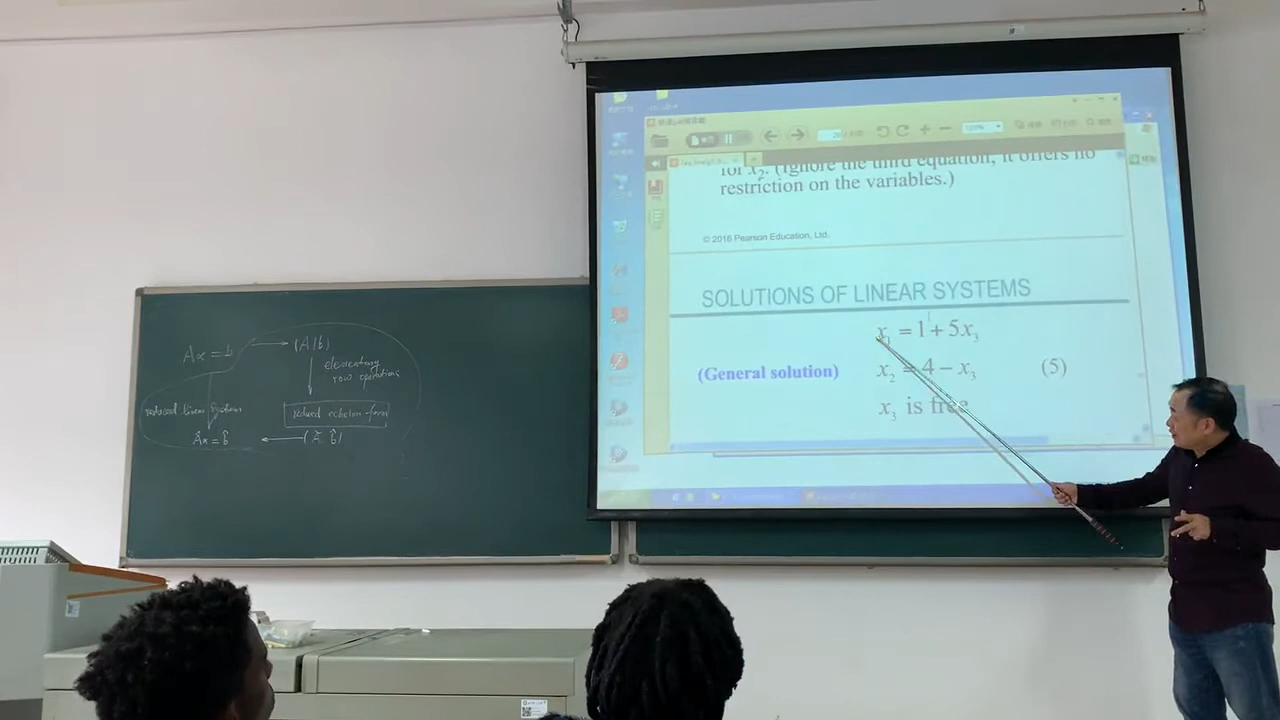 for x2. (Ignore the third equation, it offers no
restriction on the variables.)
© 2016 Pearson Education, Ltd.
SOLUTIONS OF LINEAR SYSTEMS
x1 = 1 + 5x3
(General solution) x2 = 4 − x3 (5)
x3 is free
Ax = b → (A|b)
elementary
row operations
reduced linear system
reduced echelon form
Âx = b̂ ← (Â b̂)